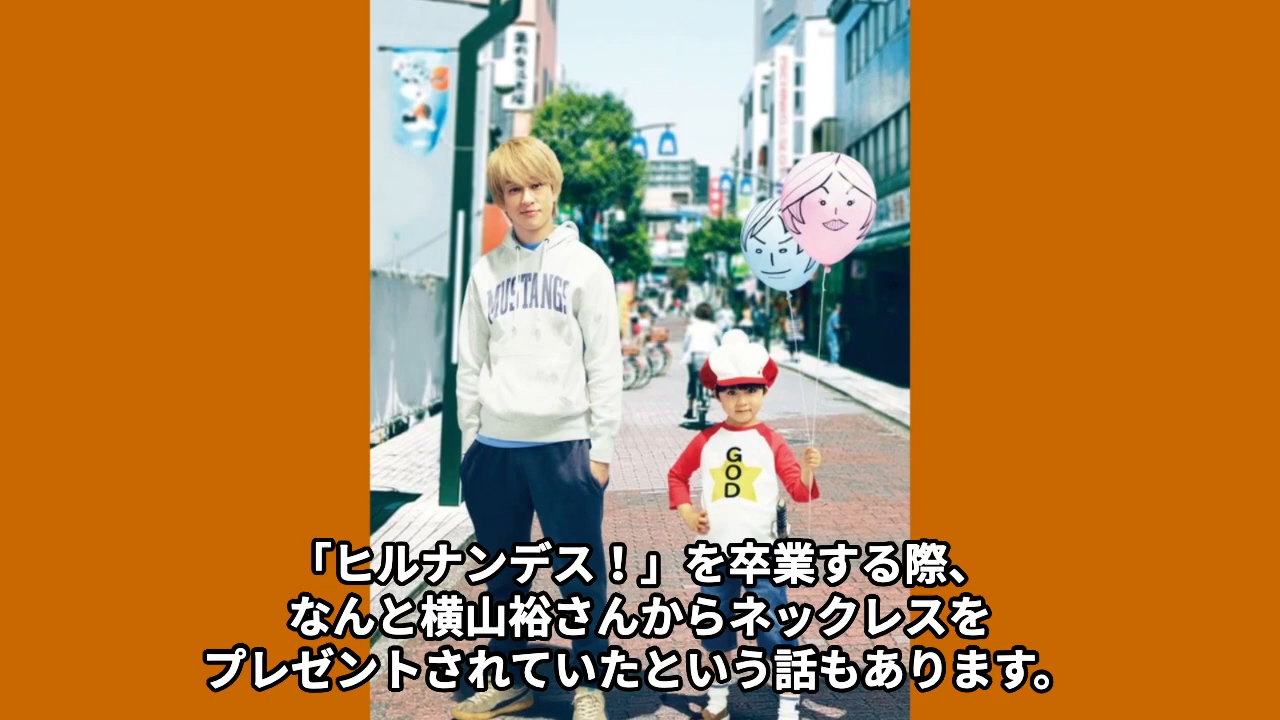 MUSTANGS
GOD
「ヒルナンデス！」を卒業する際、
なんと横山裕さんからネックレスを
プレゼントされていたという話もあります。